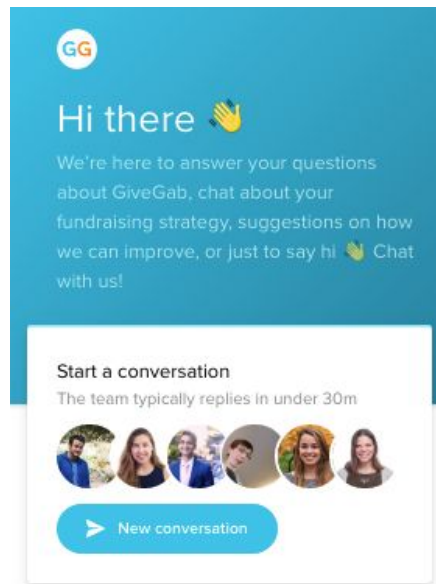 GG
Hi there 👋
We're here to answer your questions
about GiveGab, chat about your
fundraising strategy, suggestions on how
we can improve, or just to say hi 👋 Chat
with us!
Start a conversation
The team typically replies in under 30m
New conversation